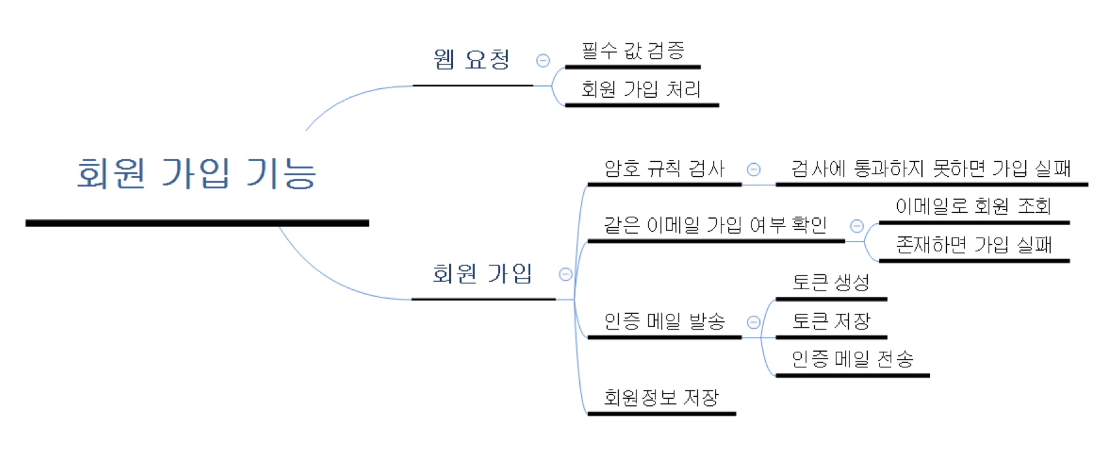 회원 가입 기능
웹 요청
필수 값 검증
회원 가입 처리
회원 가입
암호 규칙 검사
검사에 통과하지 못하면 가입 실패
같은 이메일 가입 여부 확인
이메일로 회원 조회
존재하면 가입 실패
인증 메일 발송
토큰 생성
토큰 저장
인증 메일 전송
회원정보 저장